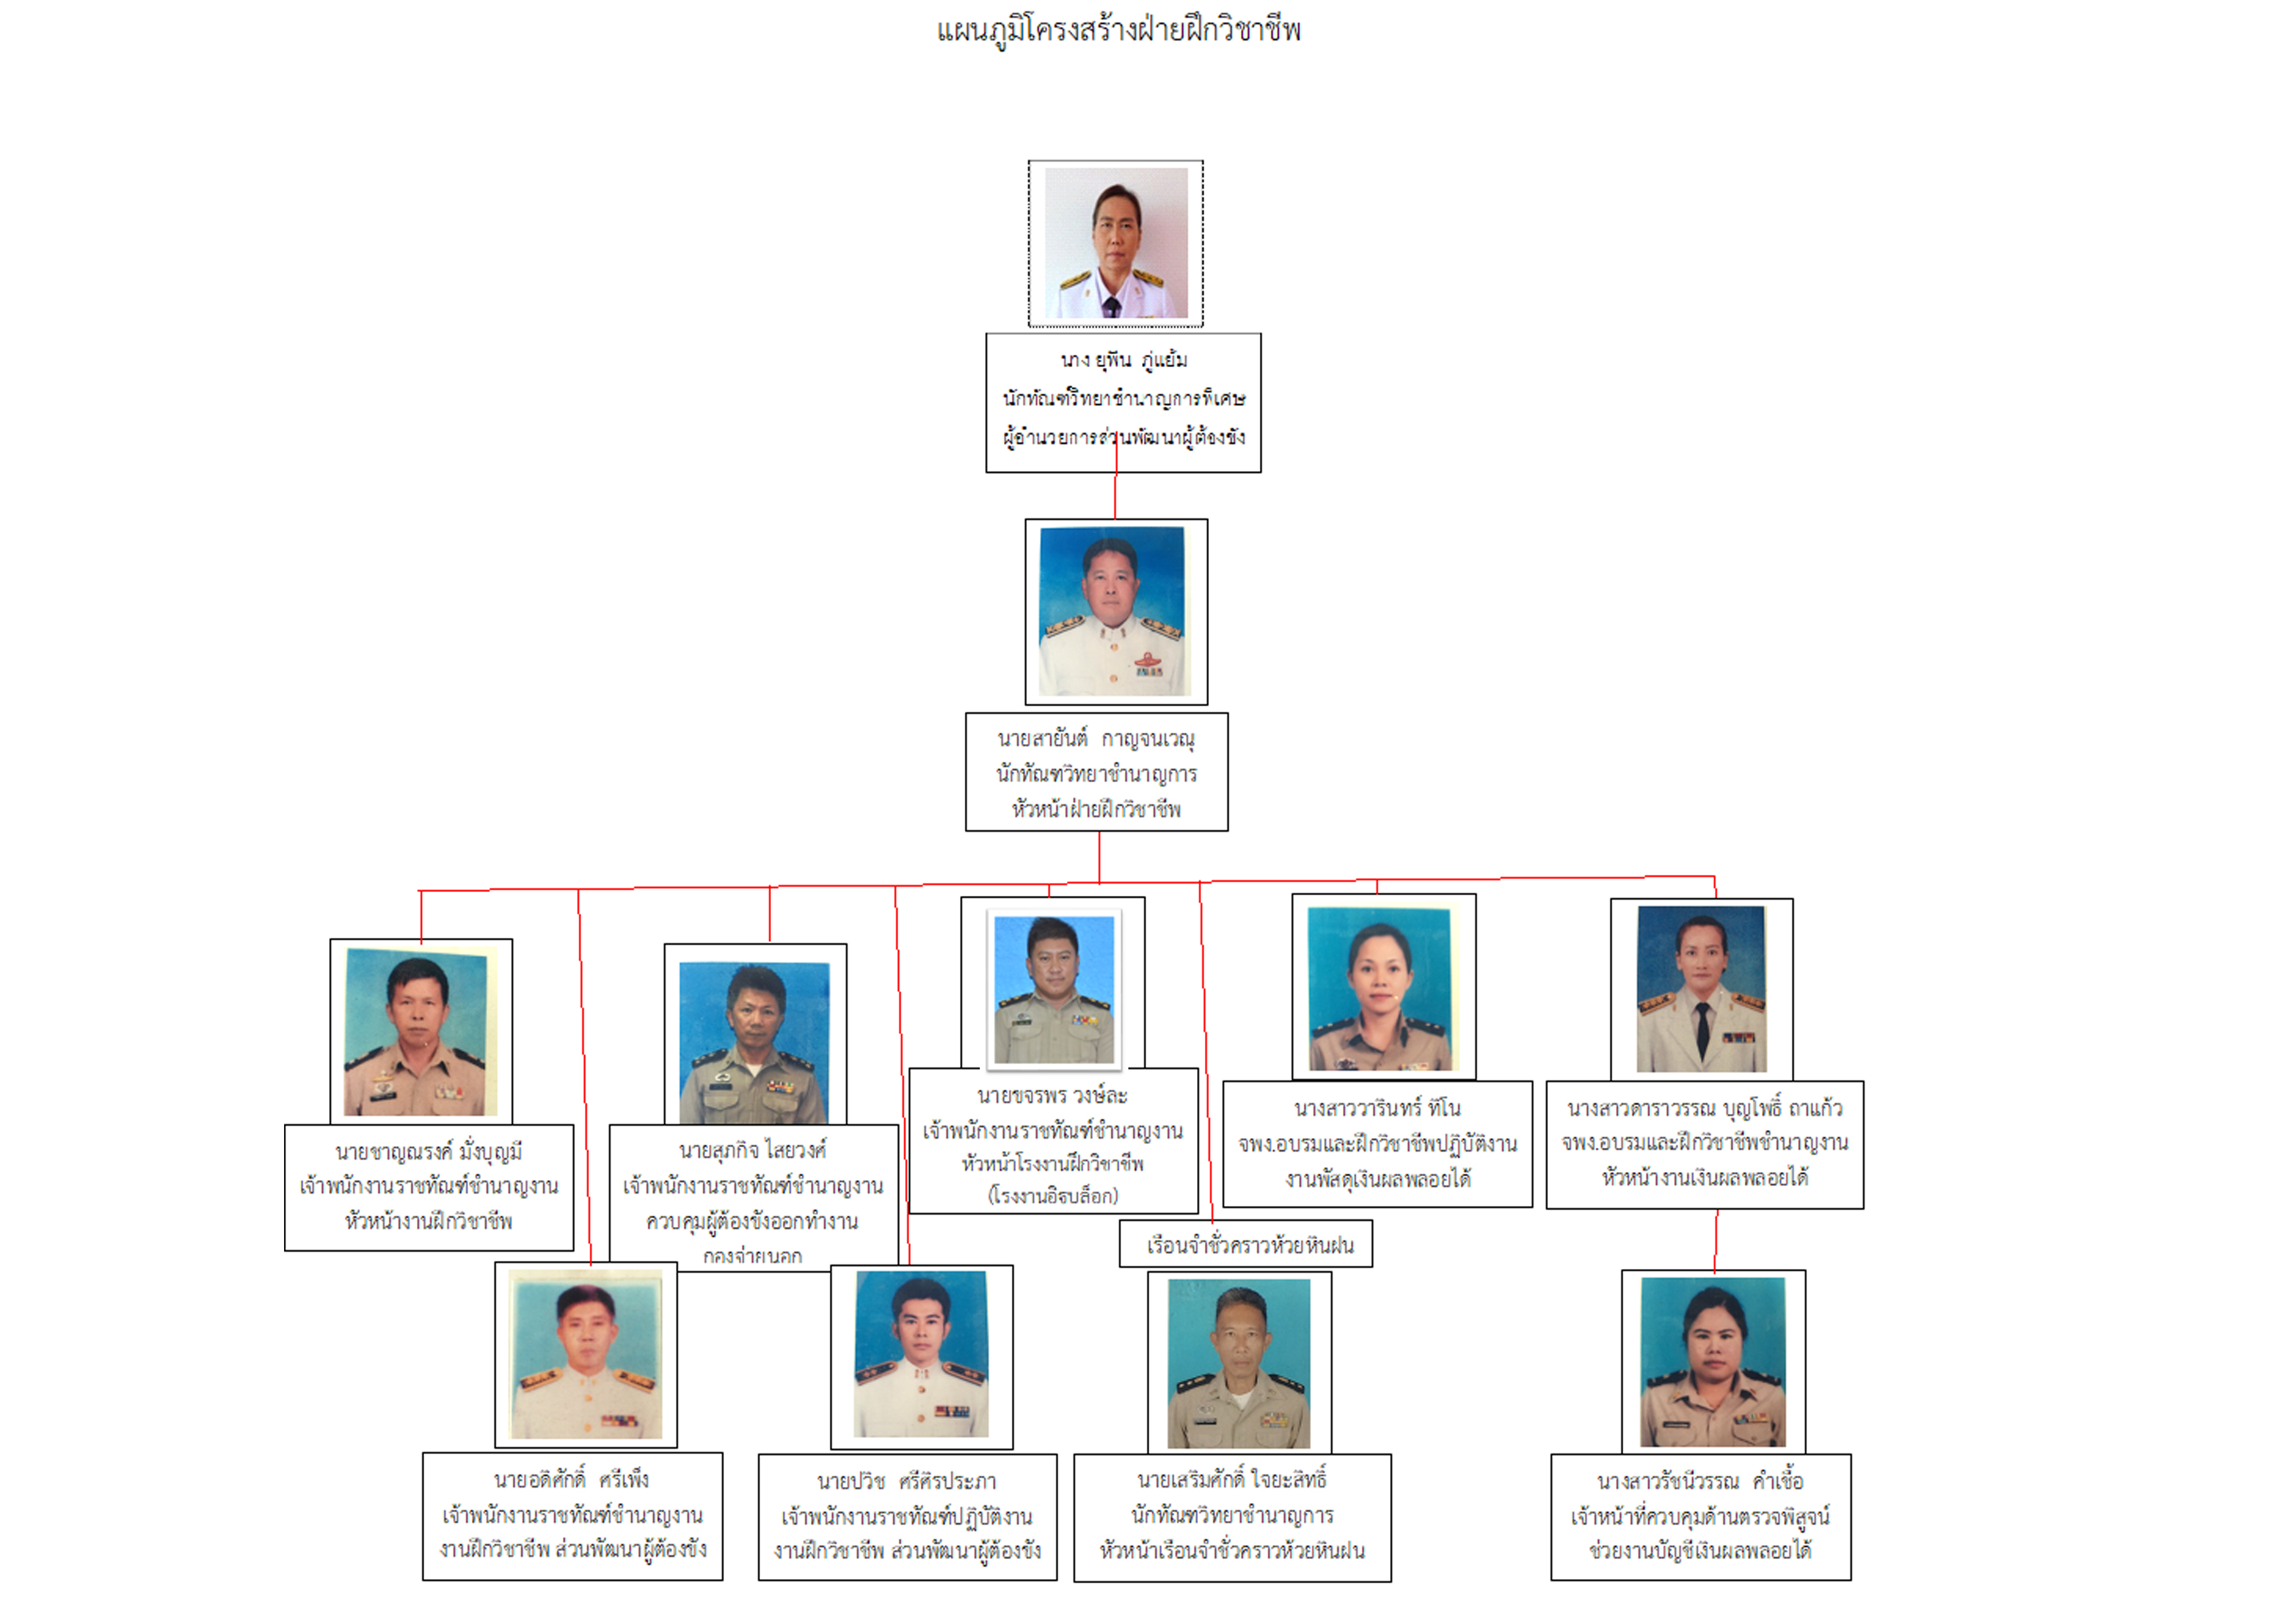 แผนภูมิโครงสร้างฝ่ายฝึกวิชาชีพ
นาง ยุพิน ภู่แย้ม
นักทัณฑ์วิทยาชำนาญการพิเศษ
ผู้อำนวยการส่วนพัฒนาผู้ต้องขัง
นายสายันต์ กาญจนเวณุ
นักทัณฑวิทยาชำนาญการ
หัวหน้าฝ่ายฝึกวิชาชีพ
นายชาญณรงค์ มั่งบุญมี
เจ้าพนักงานราชทัณฑ์ชำนาญงาน
หัวหน้างานฝึกวิชาชีพ
นายสุภกิจ ไสยวงศ์
เจ้าพนักงานราชทัณฑ์ชำนาญงาน
ควบคุมผู้ต้องขังออกทำงาน
กองจ่ายนอก
นายขจรพร วงษ์ละ
เจ้าพนักงานราชทัณฑ์ชำนาญงาน
หัวหน้าโรงงานฝึกวิชาชีพ
(โรงงานอิฐบล็อก)
นางสาววารินทร์ ทิโน
จพง.อบรมและฝึกวิชาชีพปฏิบัติงาน
งานพัสดุเงินผลพลอยได้
นางสาวดาราวรรณ บุญโพธิ์ ถาแก้ว
จพง.อบรมและฝึกวิชาชีพชำนาญงาน
หัวหน้างานเงินผลพลอยได้
นายอดิศักดิ์ ศรีเพ็ง
เจ้าพนักงานราชทัณฑ์ชำนาญงาน
งานฝึกวิชาชีพ ส่วนพัฒนาผู้ต้องขัง
นายปวิช ศรีศิรประภา
เจ้าพนักงานราชทัณฑ์ปฏิบัติงาน
งานฝึกวิชาชีพ ส่วนพัฒนาผู้ต้องขัง
เรือนจำชั่วคราวห้วยหินฝน
นายเสริมศักดิ์ ใจยะสิทธิ์
นักทัณฑวิทยาชำนาญการ
หัวหน้าเรือนจำชั่วคราวห้วยหินฝน
นางสาวรัชนีวรรณ คำเชื้อ
เจ้าหน้าที่ควบคุมด้านตรวจพิสูจน์
ช่วยงานบัญชีเงินผลพลอยได้